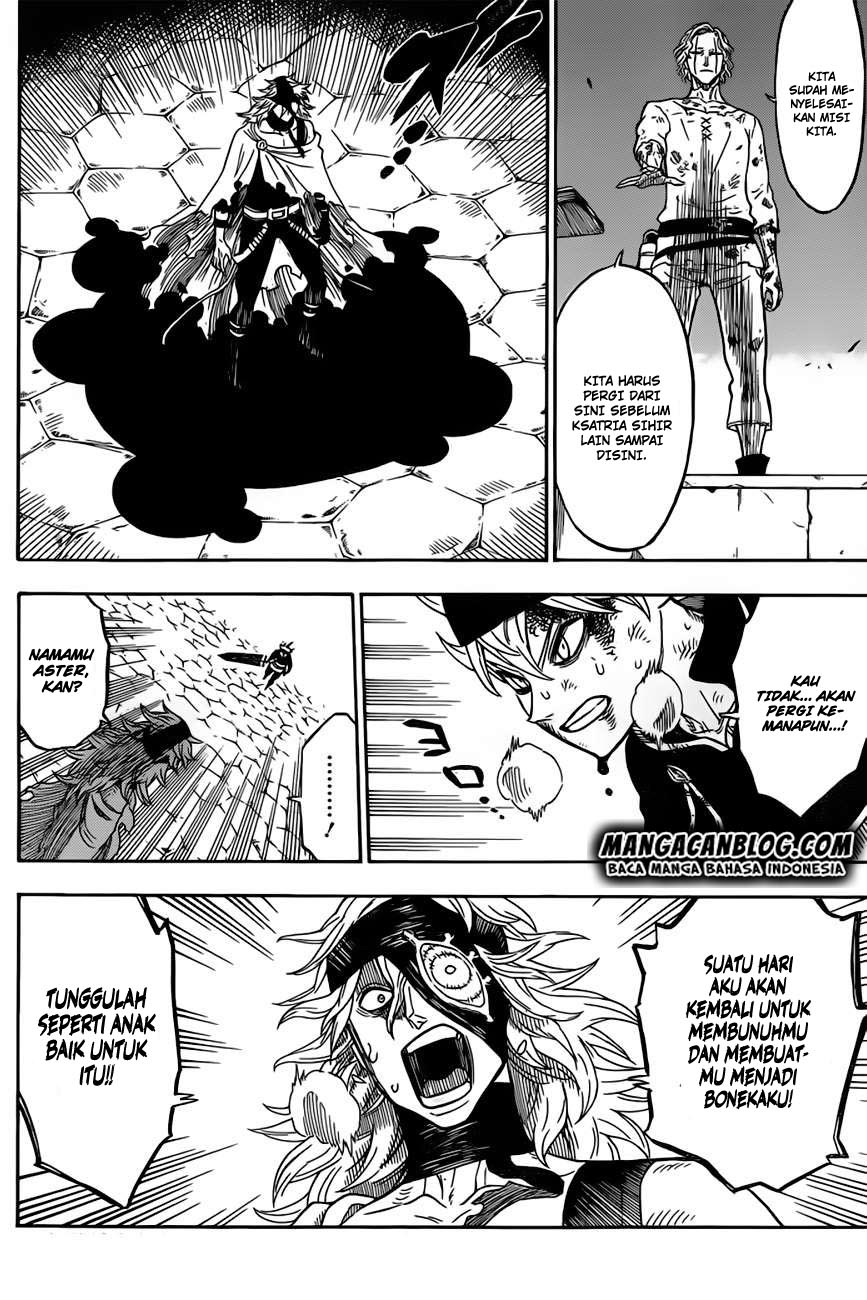 KITA
SUDAH ME-
NYELESAI-
KAN MISI
KITA.
KITA HARUS
PERGI DARI
SINI SEBELUM
KSATRIA SIHIR
LAIN SAMPAI
DISINI.
KAU
TIDAK... AKAN
PERGI KE-
MANAPUN...!
NAMAMU
ASTER,
KAN?
.........!
MANGACANBLOG.COM
BACA MANGA BAHASA INDONESIA
SUATU HARI
AKU AKAN
KEMBALI UNTUK
MEMBUNUHMU
DAN MEMBUAT-
MU MENJADI
BONEKAKU!
TUNGGULAH
SEPERTI ANAK
BAIK UNTUK
ITU!!